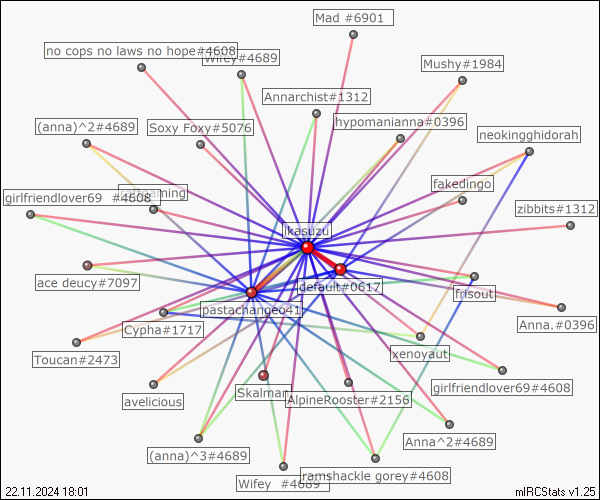 Mad #6901
no cops no laws no hope#4608
Wifey#4689
Mushy#1984
Annarchist#1312
(anna)^2#4689
Soxy Foxy#5076
hypomanianna#0396
neokingghidorah
fakedingo
girlfriendlover69 #4608
zibbits#1312
ikasuzu
ace deucy#7097
default#0617
frisout
pastachangeo41
Cypha#1717
Anna.#0396
Toucan#2473
xenoyaut
girlfriendlover69#4608
avelicious
Skalman
AlpineRooster#2156
Anna^2#4689
(anna)^3#4689
ramshackle gorey#4608
Wifey #4689
22.11.2024 18:01
mIRCStats v1.25